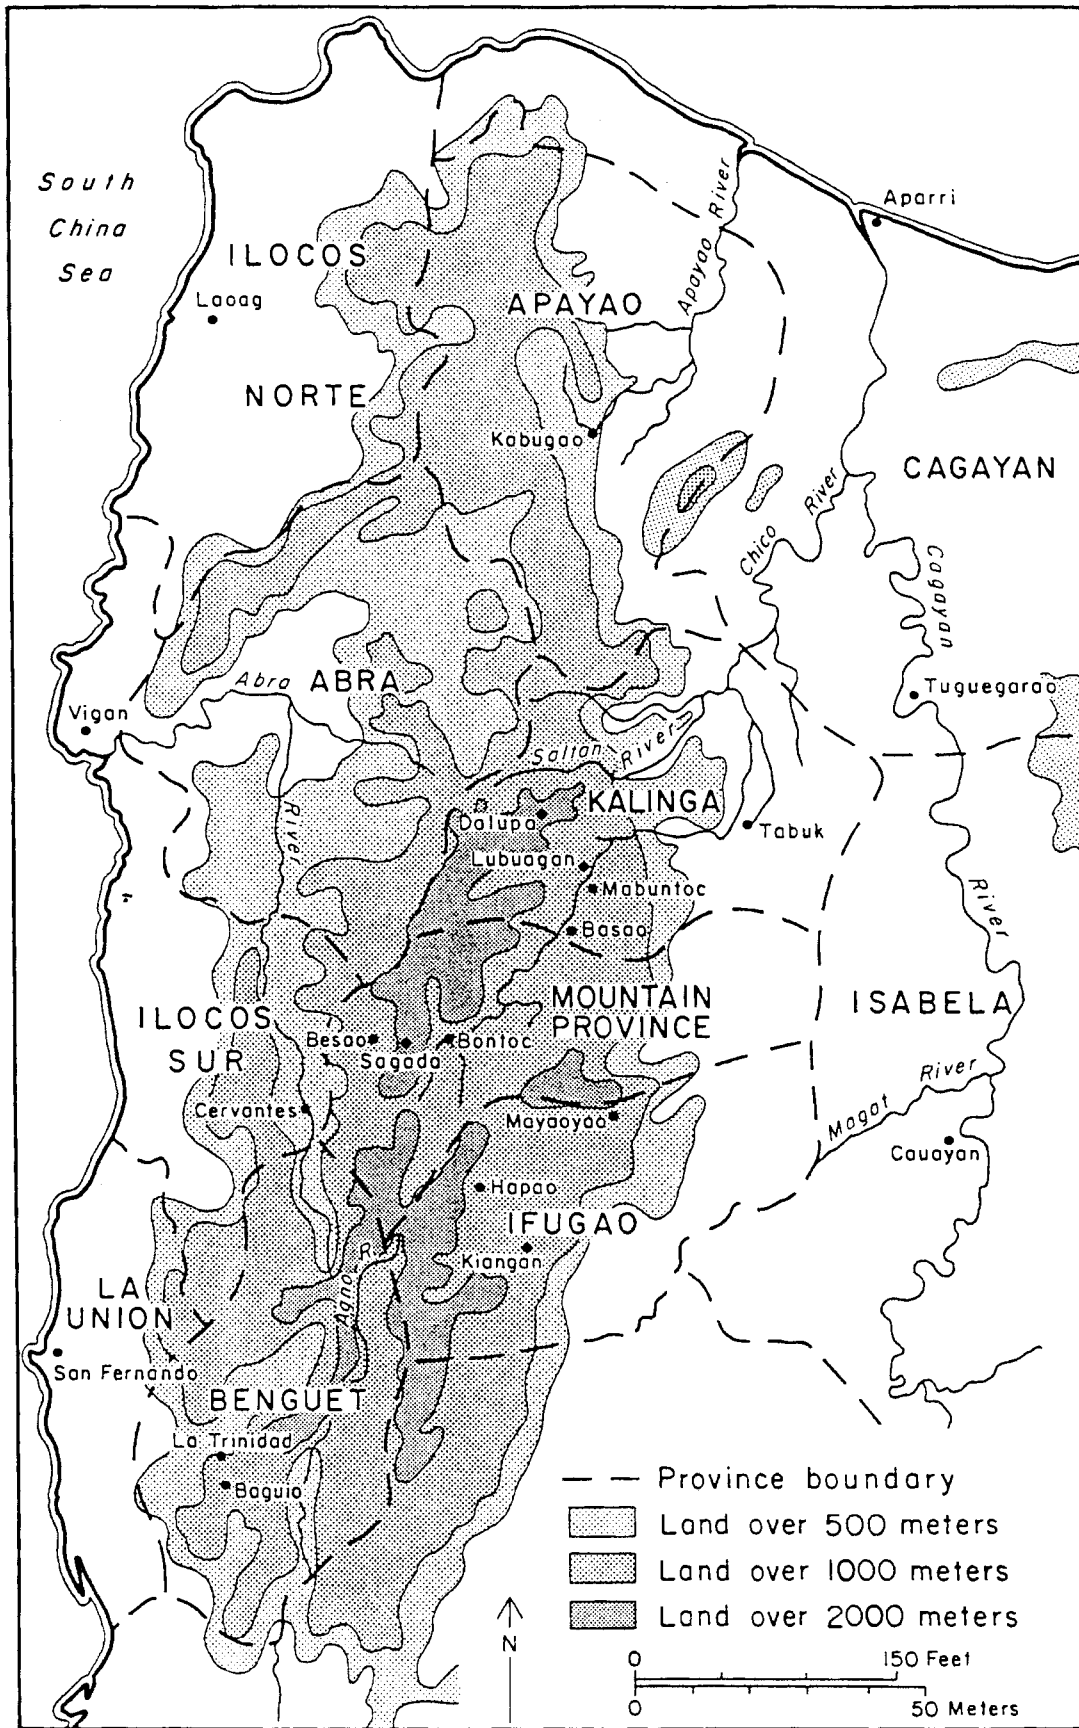 South
China
Sea
Aparri
Apayao River
ILOCOS
NORTE
Laoag
APAYAO
Kabugao
CAGAYAN
Chico River
Cagayan
River
Abra
River
ABRA
Vigan
Tuguegarao
Saltan River
KALINGA
Dalupa
Tabuk
Lubuagan
Mabuntoc
Basao
MOUNTAIN
PROVINCE
ISABELA
ILOCOS
SUR
Besao
Sagada
Bontoc
Cervantes
Mayaoyao
Magat River
Cauayan
Hapao
IFUGAO
Kiangan
Agno R.
LA
UNION
San Fernando
BENGUET
La Trinidad
Baguio
Province boundary
Land over 500 meters
Land over 1000 meters
Land over 2000 meters
N
0 150 Feet
0 50 Meters